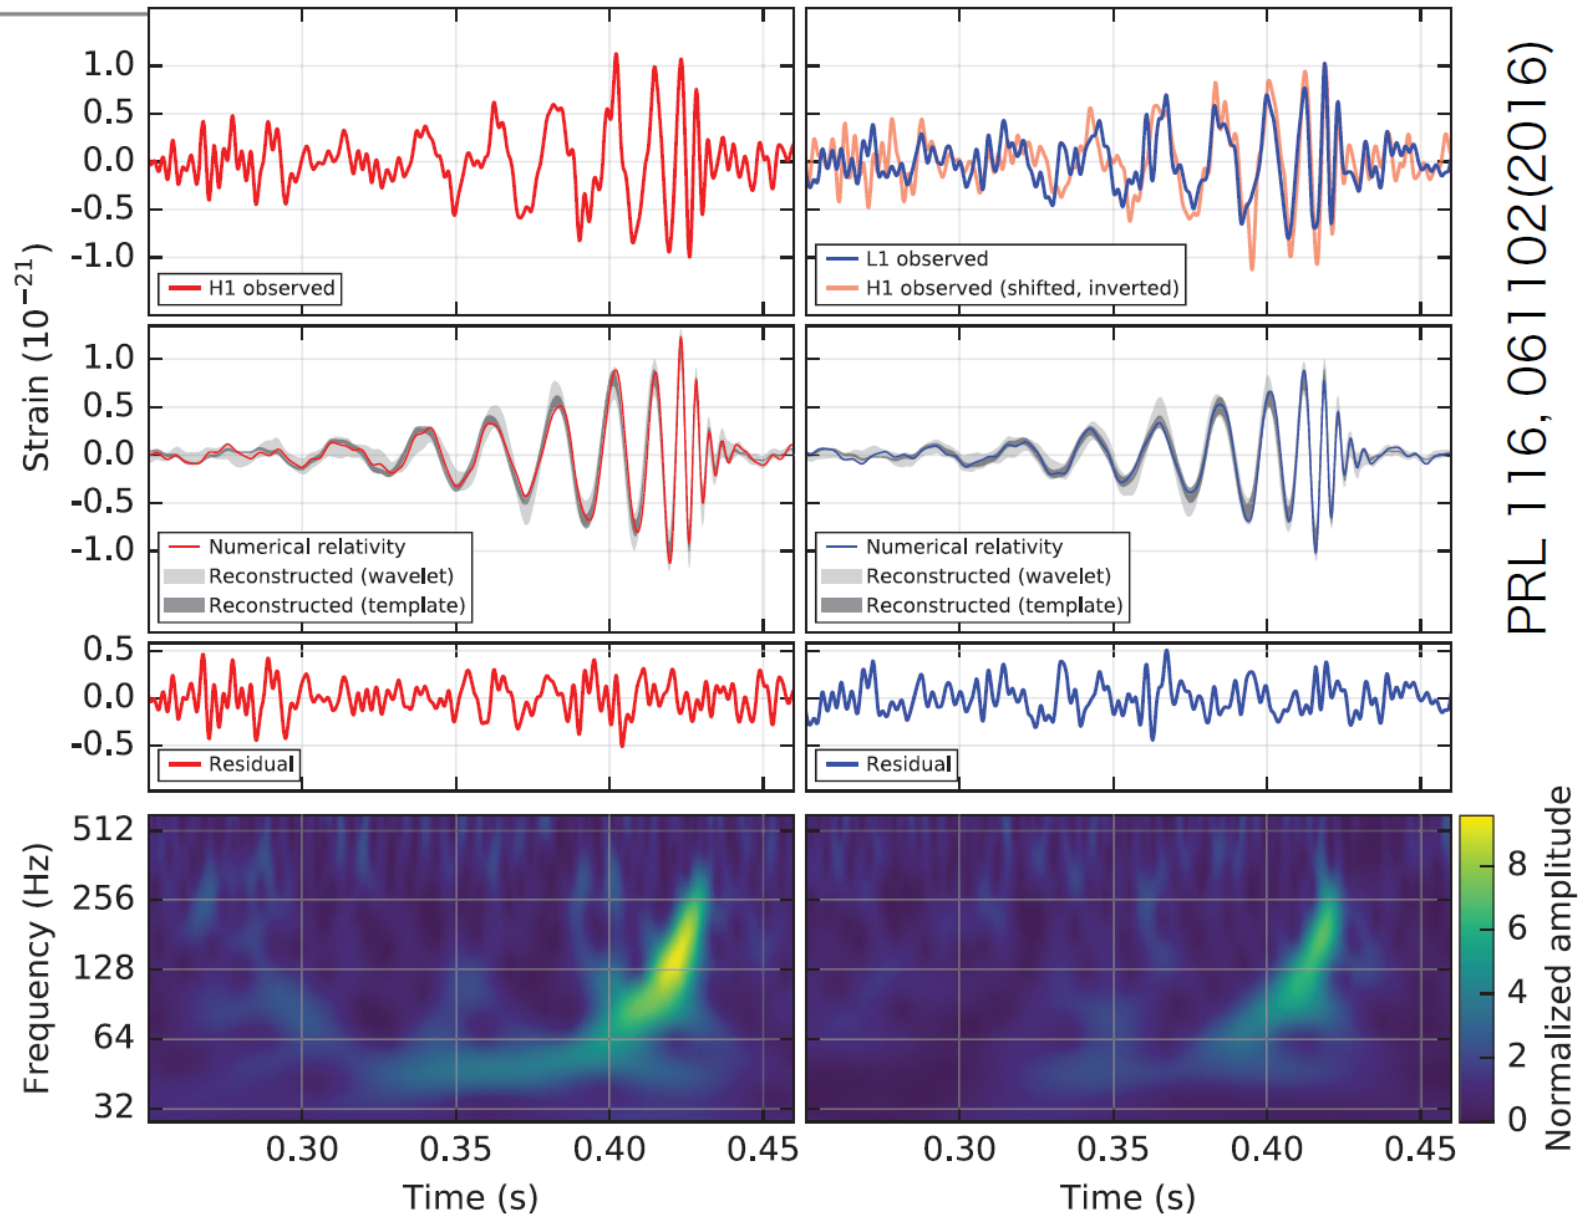 1.0
0.5
0.0
-0.5
-1.0
H1 observed
L1 observed
H1 observed (shifted, inverted)
Strain (10⁻²¹)
1.0
0.5
0.0
-0.5
-1.0
Numerical relativity
Reconstructed (wavelet)
Reconstructed (template)
Numerical relativity
Reconstructed (wavelet)
Reconstructed (template)
0.5
0.0
-0.5
Residual
Residual
Frequency (Hz)
512
256
128
64
32
0.30 0.35 0.40 0.45
Time (s)
0.30 0.35 0.40 0.45
Time (s)
8
6
4
2
0
Normalized amplitude
PRL 116, 061102(2016)